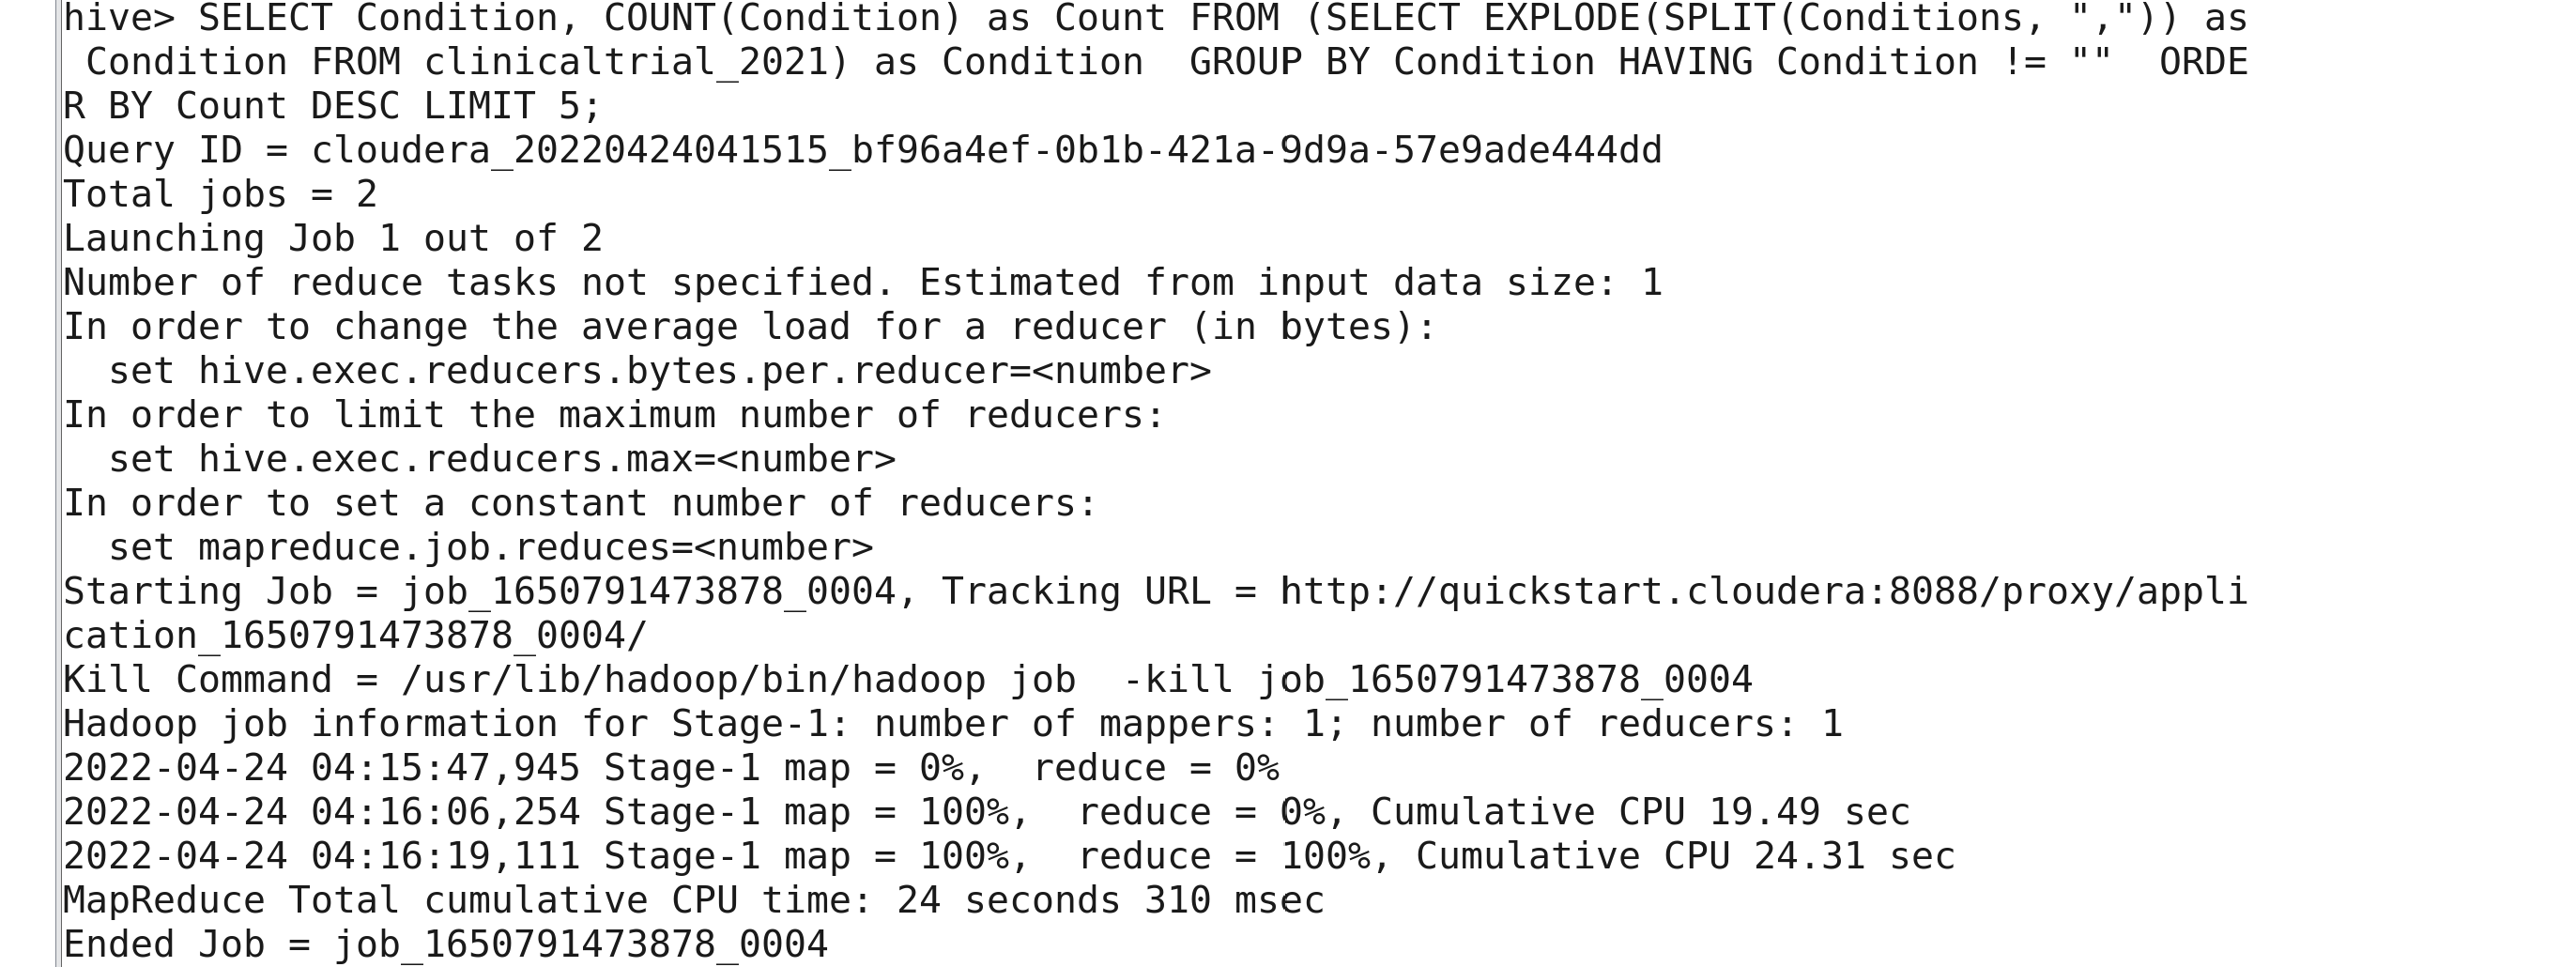 hive> SELECT Condition, COUNT(Condition) as Count FROM (SELECT EXPLODE(SPLIT(Conditions, ",")) as
 Condition FROM clinicaltrial_2021) as Condition  GROUP BY Condition HAVING Condition != ""  ORDE
R BY Count DESC LIMIT 5;
Query ID = cloudera_20220424041515_bf96a4ef-0b1b-421a-9d9a-57e9ade444dd
Total jobs = 2
Launching Job 1 out of 2
Number of reduce tasks not specified. Estimated from input data size: 1
In order to change the average load for a reducer (in bytes):
  set hive.exec.reducers.bytes.per.reducer=<number>
In order to limit the maximum number of reducers:
  set hive.exec.reducers.max=<number>
In order to set a constant number of reducers:
  set mapreduce.job.reduces=<number>
Starting Job = job_1650791473878_0004, Tracking URL = http://quickstart.cloudera:8088/proxy/appli
cation_1650791473878_0004/
Kill Command = /usr/lib/hadoop/bin/hadoop job  -kill job_1650791473878_0004
Hadoop job information for Stage-1: number of mappers: 1; number of reducers: 1
2022-04-24 04:15:47,945 Stage-1 map = 0%,  reduce = 0%
2022-04-24 04:16:06,254 Stage-1 map = 100%,  reduce = 0%, Cumulative CPU 19.49 sec
2022-04-24 04:16:19,111 Stage-1 map = 100%,  reduce = 100%, Cumulative CPU 24.31 sec
MapReduce Total cumulative CPU time: 24 seconds 310 msec
Ended Job = job_1650791473878_0004